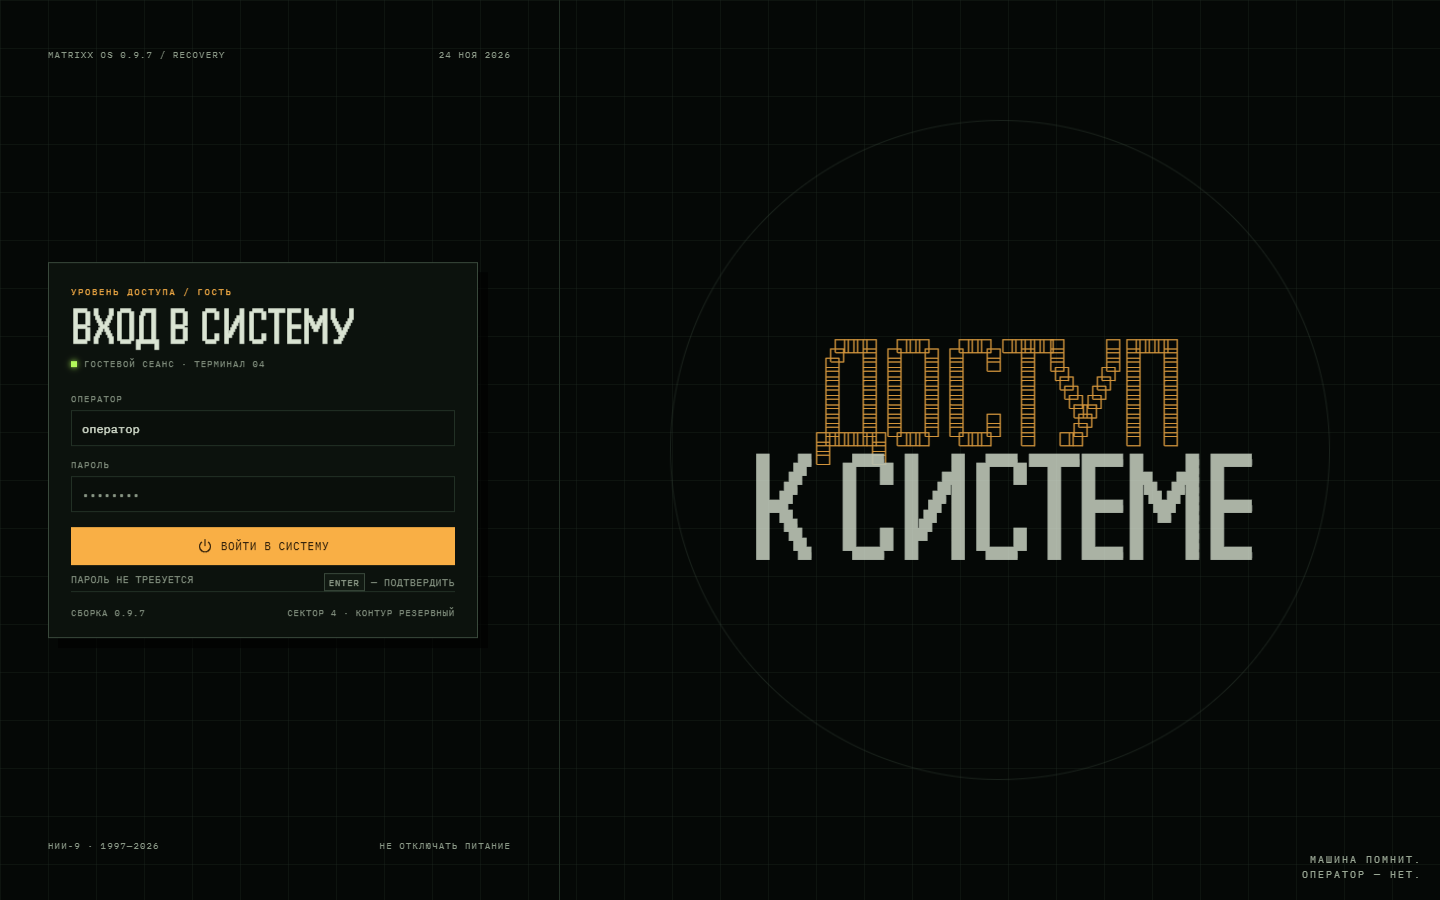 MATRIXX OS 0.9.7 / RECOVERY
24 НОЯ 2026
УРОВЕНЬ ДОСТУПА / ГОСТЬ
ВХОД В СИСТЕМУ
ГОСТЕВОЙ СЕАНС · ТЕРМИНАЛ 04
ОПЕРАТОР
оператор
ПАРОЛЬ
••••••••
ВОЙТИ В СИСТЕМУ
ПАРОЛЬ НЕ ТРЕБУЕТСЯ
ENTER — ПОДТВЕРДИТЬ
СБОРКА 0.9.7
СЕКТОР 4 · КОНТУР РЕЗЕРВНЫЙ
НИИ-9 · 1997—2026
НЕ ОТКЛЮЧАТЬ ПИТАНИЕ
ДОСТУП
К СИСТЕМЕ
МАШИНА ПОМНИТ.
ОПЕРАТОР — НЕТ.